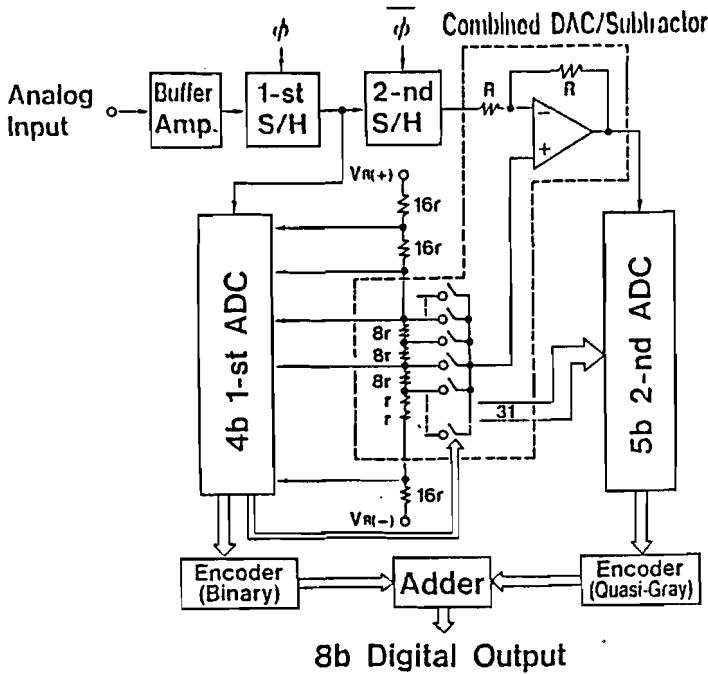 ϕ
ϕ̅
Combined DAC/Subtractor
Analog
Input
Buffer
Amp.
1-st
S/H
2-nd
S/H
R
R
−
+
VR(+)
16r
16r
8r
8r
8r
r
r
16r
VR(−)
31
4b 1-st ADC
5b 2-nd ADC
Encoder
(Binary)
Adder
Encoder
(Quasi-Gray)
8b Digital Output